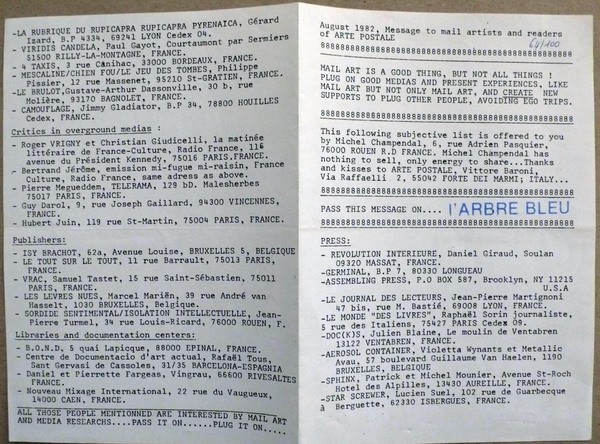 -LA RUBRIQUE DU RUPICAPRA RUPICAPRA PYRENAICA, Gérard
Izard, B.P 4334, 69241 LYON Cedex 04.
- VIRIDIS CANDELA, Paul Gayot, Courtaumont par Sermiers
51500 RILLY-LA-MONTAGNE, FRANCE.
- 4 TAXIS, 3 rue Cànihac, 33000 BORDEAUX, FRANCE.
- MESCALINE/CHIEN FOU/LE JEU DES TOMBES, Philippe
Pissier, 12 rue Massenet, 95210 St-GRATIEN, FRANCE.
-LE BRULOT,Gustave-Arthur Dassonville, 30 b, rue
Molière, 93170 BAGNOLET, FRANCE.
- CAMOUFLAGE, Jimmy Gladiator, B.P 34, 78800 HOUILLES
Cedex, FRANCE.
Critics in overground medias :
- Roger VRIGNY et Christian Giudicelli, la matinée
littéraire de France-Culture, Radio France, 116
avenue du Président Kennedy, 75016 PARIS.FRANCE.
- Bertrand Jérôme, emission mi-fugue mi-raisin, France
Culture, Radio France, same adress as above.
- Pierre Megueddem, TELERAMA, 129 bD. Malesherbes
75017 PARIS, FRANCE.
- Guy Darol, 9, rue Joseph Gaillard, 94300 VINCENNES,
FRANCE.
- Hubert Juin, 119 rue St-Martin, 75004 PARIS, FRANCE.
Publishers:
- ISY BRACHOT, 62a, Avenue Louise, BRUXELLES 5, BELGIQUE
- LE TOUT SUR LE TOUT, 11 rue Barrault, 75013 PARIS,
FRANCE.
- VRAC, Samuel Tastet, 15 rue Saint-Sébastien, 75011
PARIS, FRANCE.
- LES LEVRES NUES, Marcel Mariën, 39 rue André van
Hasselt, 1030 BRUXELLES, Belgique.
- SORDIDE SENTIMENTAL/ISOLATION INTELLECTUELLE, Jean-
Pierre Turmel, 34 rue Louis-Ricard, 76000 ROUEN, F.
Libraries and documentation centers:
- B.O.N.D. 5 quai Lapicque, 88000 EPINAL, FRANCE.
- Centre de Documentacio d'art actual, Rafaël Tous,
Sant Gervasi de Cassoles, 31/35 BARCELONA-ESPAGNIA
- Daniel et Pierrette Fargeas, Vingrau, 66600 RIVESALTES
FRANCE.
- Nouveau Mixage International, 22 rue du Vaugueux,
14000 CAEN, FRANCE.
ALL THOSE PEOPLE MENTIONNED ARE INTERESTED BY MAIL ART
AND MEDIA RESEARCHS....PASS IT ON......PLUG IT ON.....
August 1982, Message to mail artists and readers
of ARTE POSTALE
60/100
MAIL ART IS A GOOD THING, BUT NOT ALL THINGS !
PLUG ON GOOD MEDIAS AND PRESENT EXPERIENCES, LIKE
MAIL ART BUT NOT ONLY MAIL ART, AND CREATE NEW
SUPPORTS TO PLUG OTHER PEOPLE, AVOIDING EGO TRIPS.
This following subjective list is offered to you
by Michel Champendal, 6, rue Adrien Pasquier,
76000 ROUEN R.D FRANCE. Michel Champendal has
nothing to sell, only energy to share...Thanks
and kisses to ARTE POSTALE, Vittore Baroni,
Via Raffaelli 2, 55042 FORTE DEI MARMI; ITALY...
PASS THIS MESSAGE ON.... l'ARBRE BLEU
PRESS:
- REVOLUTION INTERIEURE, Daniel Giraud, Soulan
09320 MASSAT, FRANCE.
-GERMINAL, B.P 7, 80330 LONGUEAU
-ASSEMBLING PRESS, P.O BOX 587, Brooklyn, NY 11215
U.S.A
-LE JOURNAL DES LECTEURS, Jean-Pierre Martignoni
47 bis, rue M. Bastié, 69008 LYON, FRANCE.
-LE MONDE "DES LIVRES", Raphaël Sorin journaliste,
5 rue des Italiens, 75427 PARIS Cedex 09.
-DOC(K)S, Julien Blaine, Le moulin de Ventabren
13122 VENTABREN, FRANCE.
-AEROSOL CONTAINER, Violetta Wynants et Metallic
Avau, 57 boulevard Guillaume Van Haelen, 1190
BRUXELLES, BELGIQUE
-SPHINX, Patrick et Michel Mounier, Avenue St-Roch
Hotel des Alpilles, 13430 AUREILLE, FRANCE.
-STAR SCREWER, Lucien Suel, 102 rue de Guarbecque
à Berguette, 62330 ISBERGUES, FRANCE.